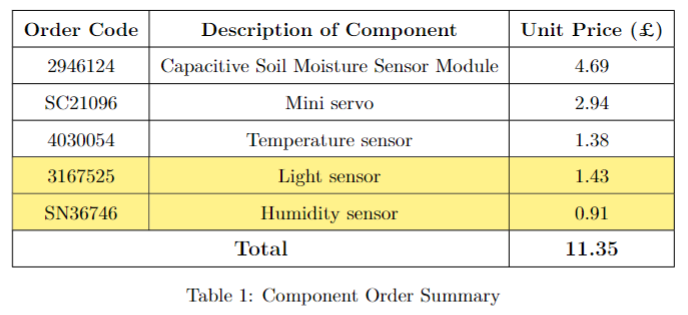 Order Code Description of Component Unit Price (£)
2946124 Capacitive Soil Moisture Sensor Module 4.69
SC21096 Mini servo 2.94
4030054 Temperature sensor 1.38
3167525 Light sensor 1.43
SN36746 Humidity sensor 0.91
Total 11.35
Table 1: Component Order Summary